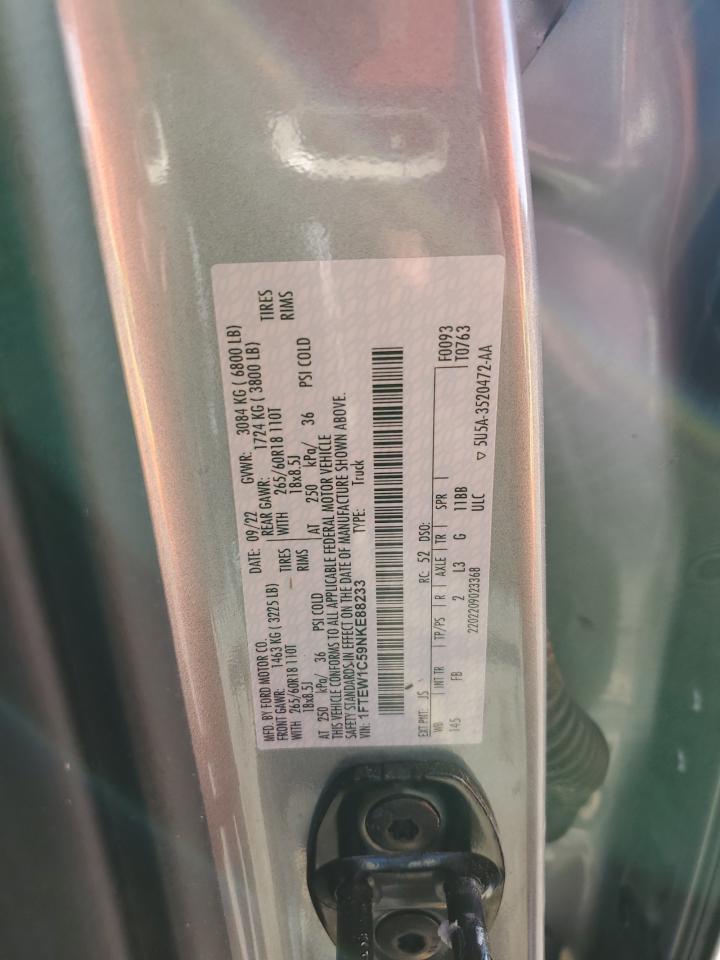 MFD. BY FORD MOTOR CO. DATE: 09/22 GVWR: 3084 KG ( 6800 LB)
FRONT GAWR: 1463 KG ( 3225 LB) REAR GAWR: 1724 KG ( 3800 LB)
WITH 265/60R18 110T TIRES WITH 265/60R18 110T TIRES
18x8.5J RIMS 18x8.5J RIMS
AT 250 kPa/ 36 PSI COLD AT 250 kPa/ 36 PSI COLD
THIS VEHICLE CONFORMS TO ALL APPLICABLE FEDERAL MOTOR VEHICLE
SAFETY STANDARDS IN EFFECT ON THE DATE OF MANUFACTURE SHOWN ABOVE.
VIN: 1FTEW1C59NKE88233 TYPE: Truck
EXT PNT: JS RC: 52 DSO: F0093
WB INT TR TP/PS R AXLE TR SPR T0763
145 FB 2 L3 G 11BB
2202209023368 ULC
5U5A-3520472-AA